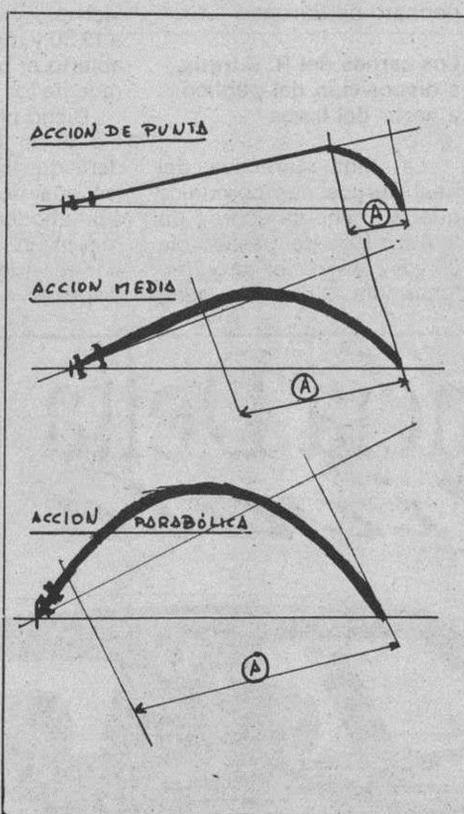 ACCION DE PUNTA
A
ACCION MEDIA
A
ACCION PARABÓLICA
A